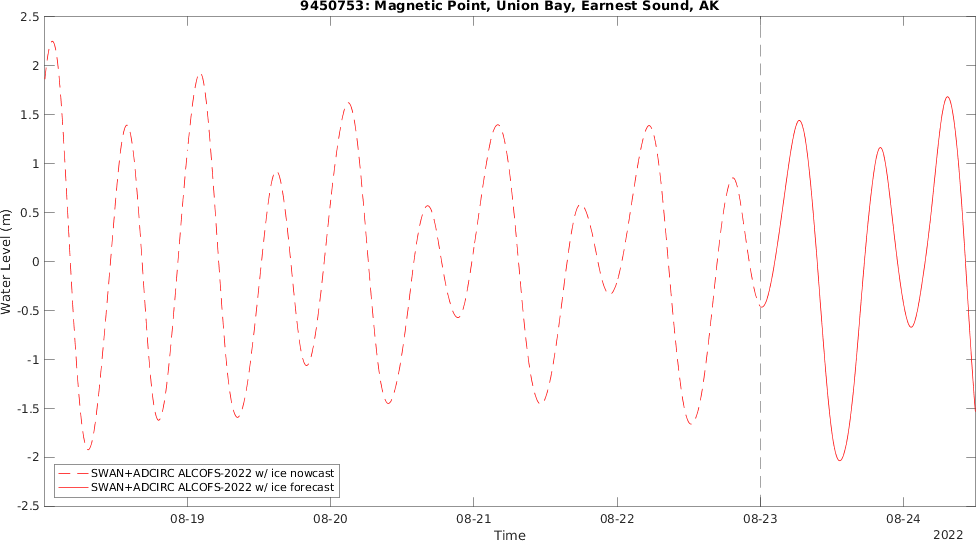 9450753: Magnetic Point, Union Bay, Earnest Sound, AK
2.5
2
1.5
1
0.5
0
-0.5
-1
-1.5
-2
-2.5
Water Level (m)
SWAN+ADCIRC ALCOFS-2022 w/ ice nowcast
SWAN+ADCIRC ALCOFS-2022 w/ ice forecast
08-19 08-20 08-21 08-22 08-23 08-24
Time
2022